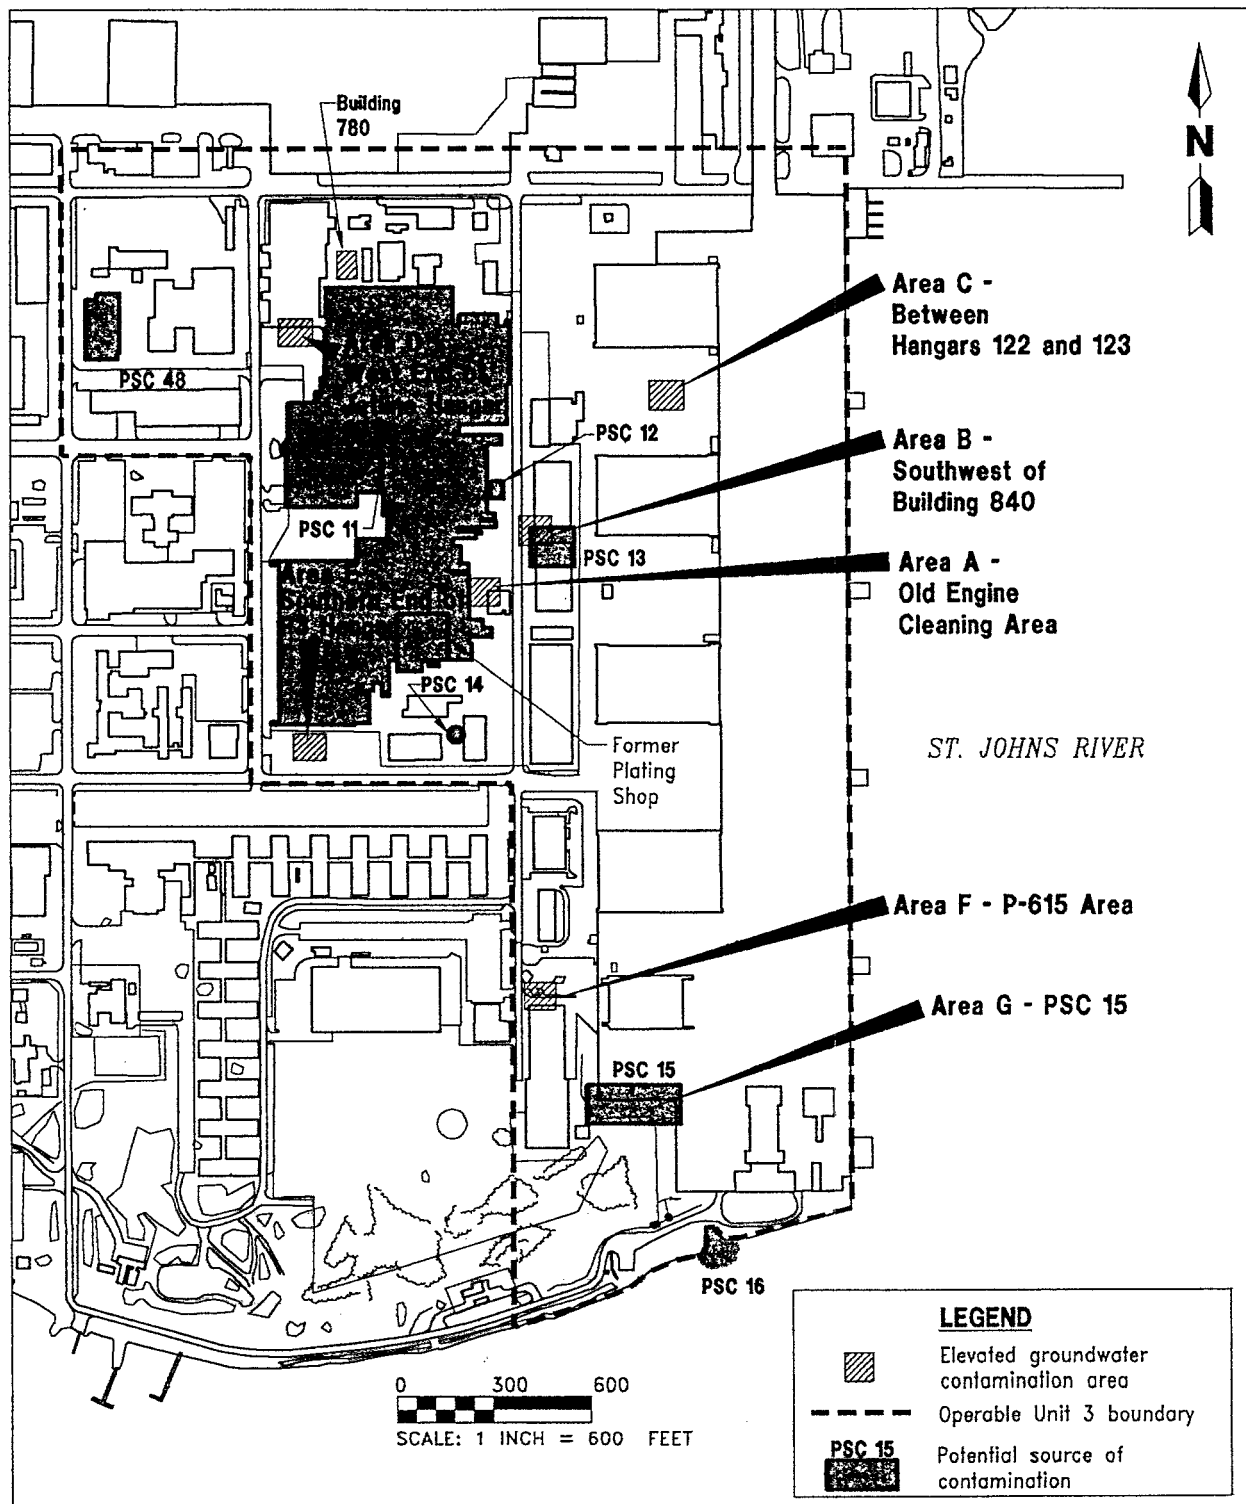 Building
780
N
Area C -
Between
Hangars 122 and 123
PSC 48
PSC 12
Area B -
Southwest of
Building 840
PSC 11
PSC 13
Area A -
Old Engine
Cleaning Area
PSC 14
Former
Plating
Shop
ST. JOHNS RIVER
Area F - P-615 Area
Area G - PSC 15
PSC 15
PSC 16
LEGEND
Elevated groundwater
contamination area
Operable Unit 3 boundary
PSC 15
Potential source of
contamination
0 300 600
SCALE: 1 INCH = 600 FEET